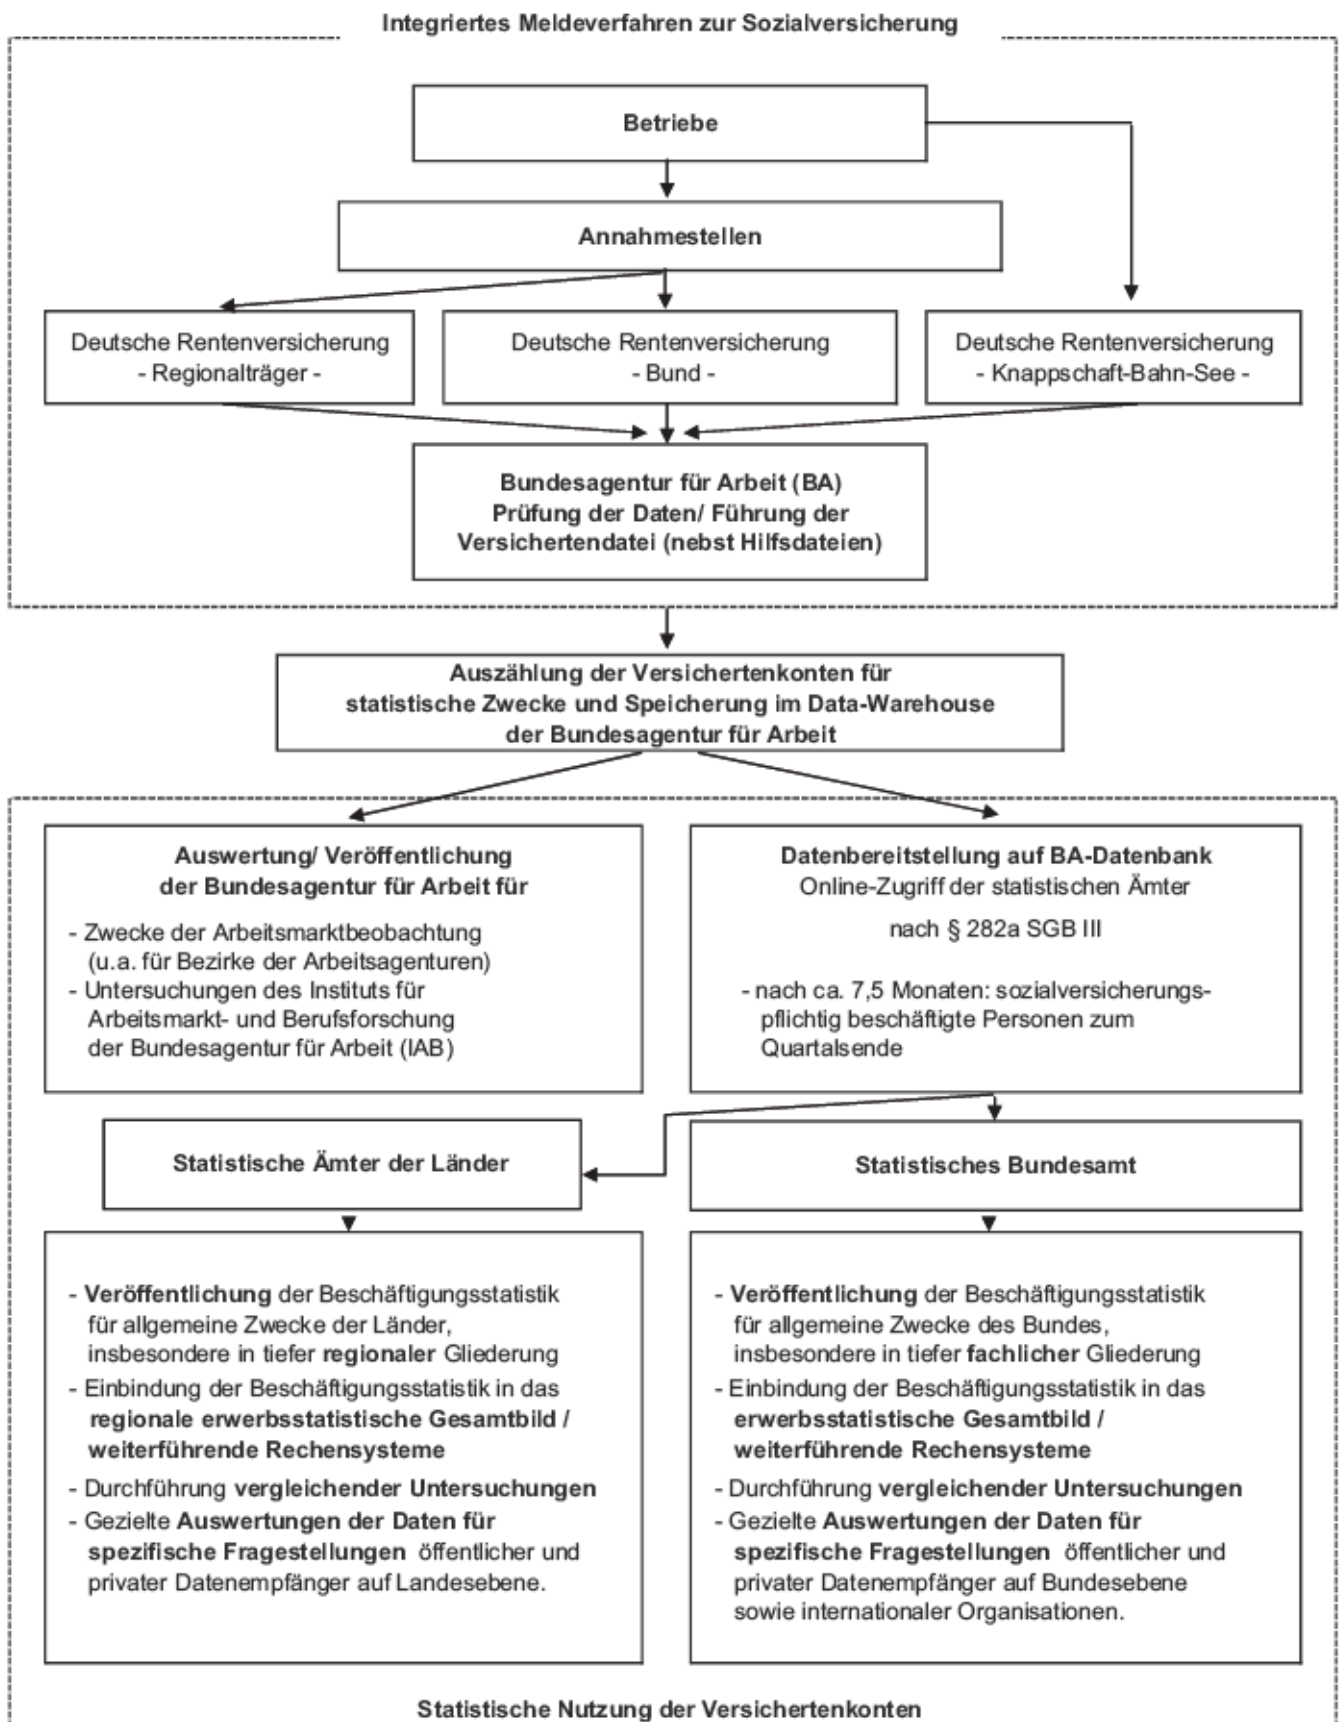 Integriertes Meldeverfahren zur Sozialversicherung
Betriebe
Annahmestellen
Deutsche Rentenversicherung
- Regionalträger -
Deutsche Rentenversicherung
- Bund -
Deutsche Rentenversicherung
- Knappschaft-Bahn-See -
Bundesagentur für Arbeit (BA)
Prüfung der Daten/ Führung der
Versichertendatei (nebst Hilfsdateien)
Auszählung der Versichertenkonten für
statistische Zwecke und Speicherung im Data-Warehouse
der Bundesagentur für Arbeit
Auswertung/ Veröffentlichung
der Bundesagentur für Arbeit für
- Zwecke der Arbeitsmarktbeobachtung
(u.a. für Bezirke der Arbeitsagenturen)
- Untersuchungen des Instituts für
Arbeitsmarkt- und Berufsforschung
der Bundesagentur für Arbeit (IAB)
Datenbereitstellung auf BA-Datenbank
Online-Zugriff der statistischen Ämter
nach § 282a SGB III
- nach ca. 7,5 Monaten: sozialversicherungs-
pflichtig beschäftigte Personen zum
Quartalsende
Statistische Ämter der Länder
Statistisches Bundesamt
- Veröffentlichung der Beschäftigungsstatistik
für allgemeine Zwecke der Länder,
insbesondere in tiefer regionaler Gliederung
- Einbindung der Beschäftigungsstatistik in das
regionale erwerbsstatistische Gesamtbild /
weiterführende Rechensysteme
- Durchführung vergleichender Untersuchungen
- Gezielte Auswertungen der Daten für
spezifische Fragestellungen öffentlicher und
privater Datenempfänger auf Landesebene.
- Veröffentlichung der Beschäftigungsstatistik
für allgemeine Zwecke des Bundes,
insbesondere in tiefer fachlicher Gliederung
- Einbindung der Beschäftigungsstatistik in das
erwerbsstatistische Gesamtbild /
weiterführende Rechensysteme
- Durchführung vergleichender Untersuchungen
- Gezielte Auswertungen der Daten für
spezifische Fragestellungen öffentlicher und
privater Datenempfänger auf Bundesebene
sowie internationaler Organisationen.
Statistische Nutzung der Versichertenkonten